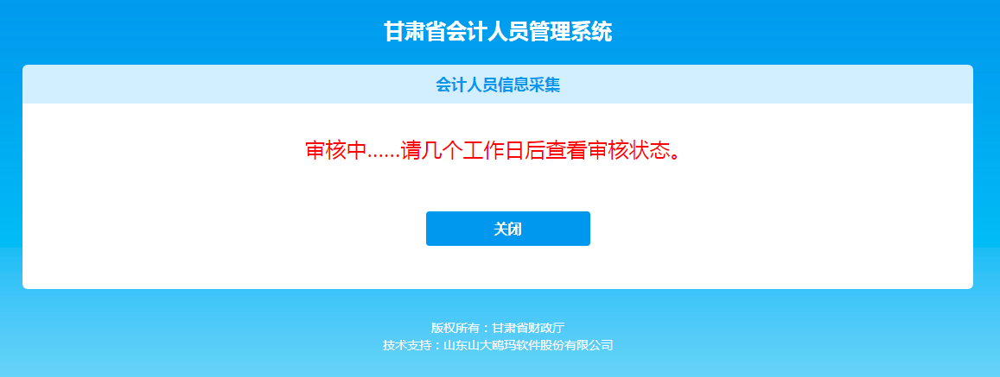 甘肃省会计人员管理系统
会计人员信息采集
审核中......请几个工作日后查看审核状态。
关闭
版权所有：甘肃省财政厅
技术支持：山东山大鸥玛软件股份有限公司